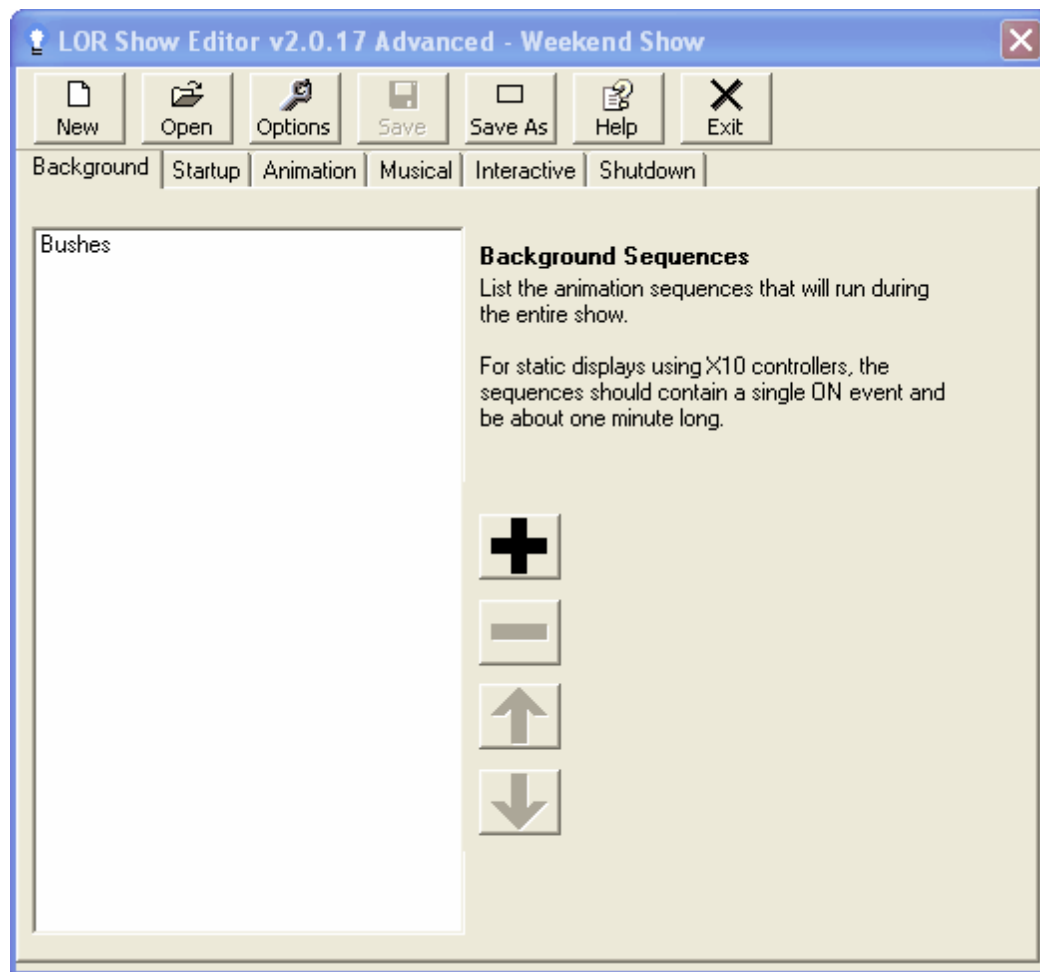 LOR Show Editor v2.0.17 Advanced - Weekend Show
New Open Options Save Save As Help Exit
Background Startup Animation Musical Interactive Shutdown
Bushes
Background Sequences
List the animation sequences that will run during
the entire show.
For static displays using X10 controllers, the
sequences should contain a single ON event and
be about one minute long.